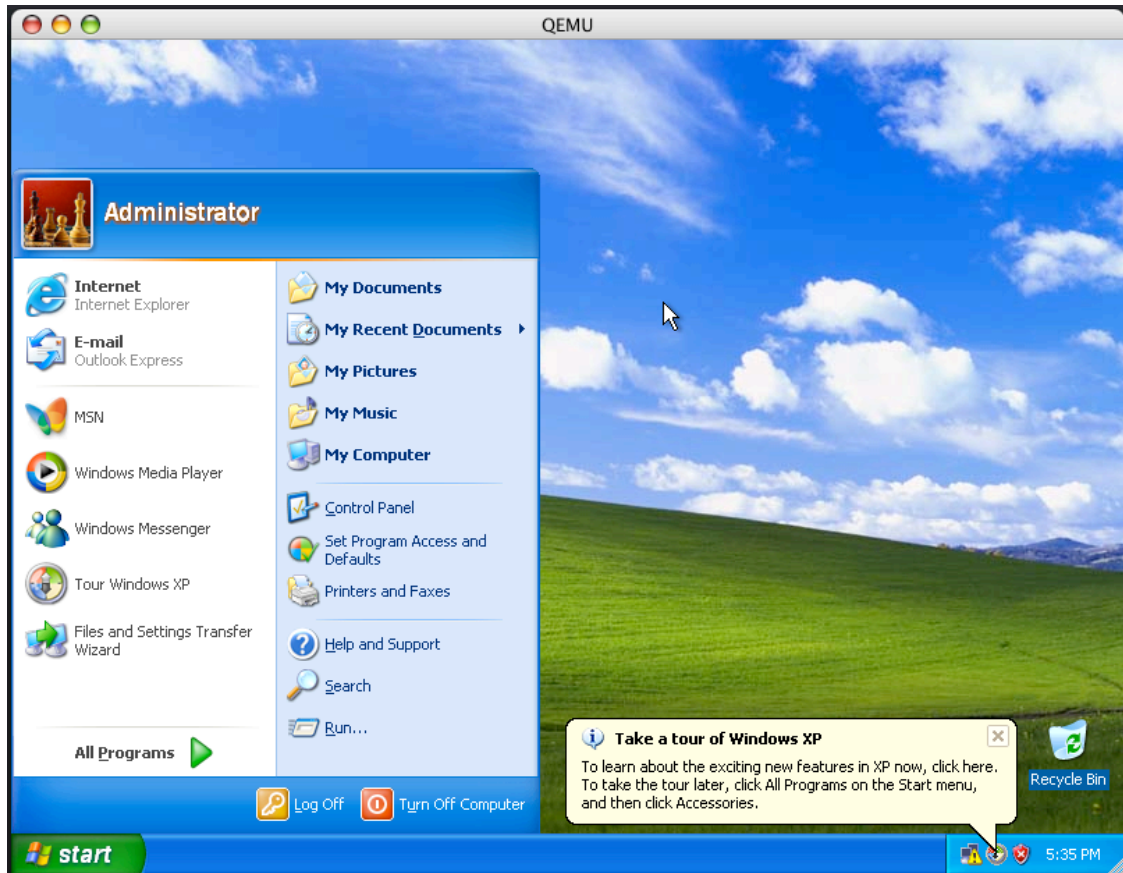 QEMU
Administrator
Internet
Internet Explorer
E-mail
Outlook Express
MSN
Windows Media Player
Windows Messenger
Tour Windows XP
Files and Settings Transfer
Wizard
All Programs
My Documents
My Recent Documents
My Pictures
My Music
My Computer
Control Panel
Set Program Access and
Defaults
Printers and Faxes
Help and Support
Search
Run...
Log Off
Turn Off Computer
Take a tour of Windows XP
To learn about the exciting new features in XP now, click here.
To take the tour later, click All Programs on the Start menu,
and then click Accessories.
Recycle Bin
start
5:35 PM